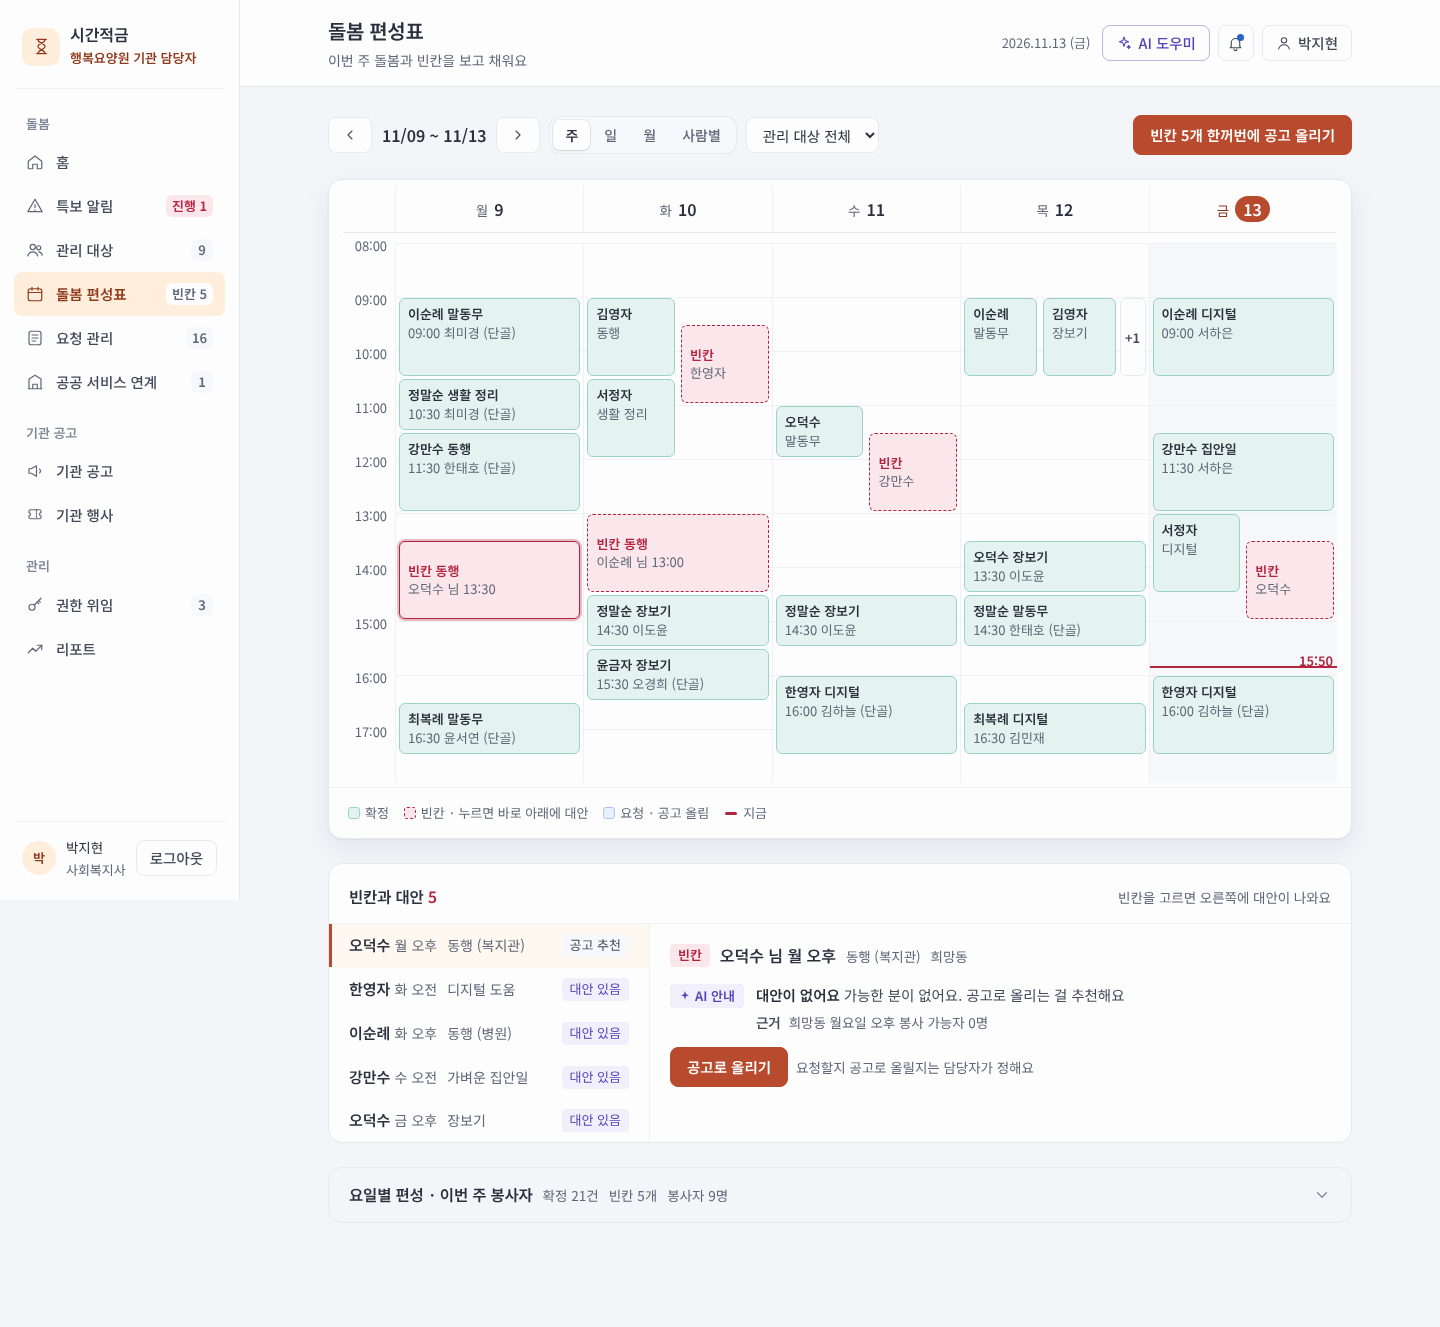 시간적금
행복요양원 기관 담당자
돌봄
홈
특보 알림 진행 1
관리 대상 9
돌봄 편성표 빈칸 5
요청 관리 16
공공 서비스 연계 1
기관 공고
기관 공고
기관 행사
관리
권한 위임 3
리포트
박 박지현
사회복지사
로그아웃
돌봄 편성표
이번 주 돌봄과 빈칸을 보고 채워요
2026.11.13 (금) AI 도우미 박지현
11/09 ~ 11/13 주 일 월 사람별 관리 대상 전체 빈칸 5개 한꺼번에 공고 올리기
월 9 화 10 수 11 목 12 금 13
08:00
09:00
10:00
11:00
12:00
13:00
14:00
15:00
16:00
17:00
이순례 말동무
09:00 최미경 (단골)
정말순 생활 정리
10:30 최미경 (단골)
강만수 동행
11:30 한태호 (단골)
빈칸 동행
오덕수 님 13:30
최복례 말동무
16:30 윤서연 (단골)
김영자
동행
빈칸
한영자
서정자
생활 정리
빈칸 동행
이순례 님 13:00
정말순 장보기
14:30 이도윤
윤금자 장보기
15:30 오경희 (단골)
오덕수
말동무
빈칸
강만수
정말순 장보기
14:30 이도윤
한영자 디지털
16:00 김하늘 (단골)
이순례
말동무
김영자
장보기
+1
오덕수 장보기
13:30 이도윤
정말순 말동무
14:30 한태호 (단골)
최복례 디지털
16:30 김민재
이순례 디지털
09:00 서하은
강만수 집안일
11:30 서하은
서정자
디지털
빈칸
오덕수
15:50
한영자 디지털
16:00 김하늘 (단골)
확정 빈칸 · 누르면 바로 아래에 대안 요청 · 공고 올림 지금
빈칸과 대안 5 빈칸을 고르면 오른쪽에 대안이 나와요
오덕수 월 오후 동행 (복지관) 공고 추천
한영자 화 오전 디지털 도움 대안 있음
이순례 화 오후 동행 (병원) 대안 있음
강만수 수 오전 가벼운 집안일 대안 있음
오덕수 금 오후 장보기 대안 있음
빈칸 오덕수 님 월 오후 동행 (복지관) 희망동
AI 안내 대안이 없어요 가능한 분이 없어요. 공고로 올리는 걸 추천해요
근거 희망동 월요일 오후 봉사 가능자 0명
공고로 올리기 요청할지 공고로 올릴지는 담당자가 정해요
요일별 편성 · 이번 주 봉사자 확정 21건 빈칸 5개 봉사자 9명